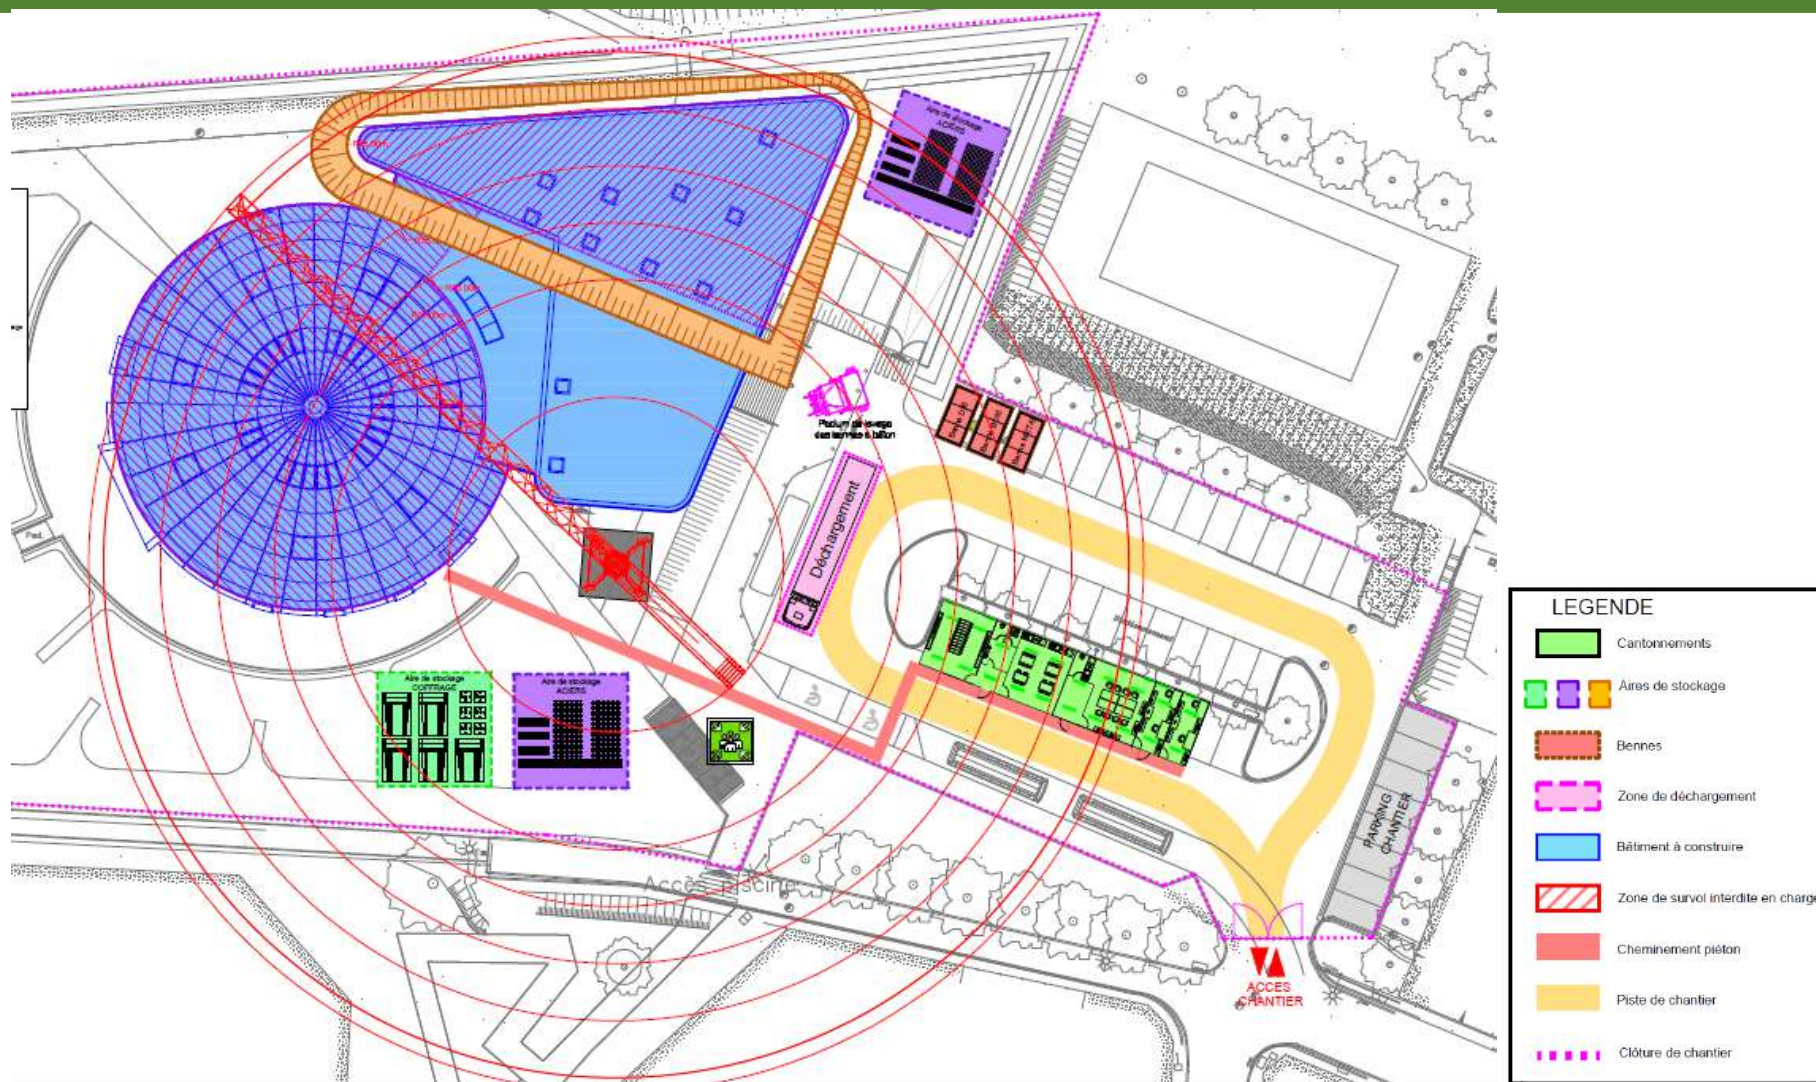 Aire de stockage
ACIERS
Podium de lavage
des bennes à béton
Déchargement
Stationnement
Aire de stockage
COFFRAGE
Aire de stockage
ACIERS
PARKING
CHANTIER
Accès piscine
ACCES
CHANTIER
LEGENDE
Cantonnements
Aires de stockage
Bennes
Zone de déchargement
Bâtiment à construire
Zone de survol interdite en charge
Cheminement piéton
Piste de chantier
Clôture de chantier